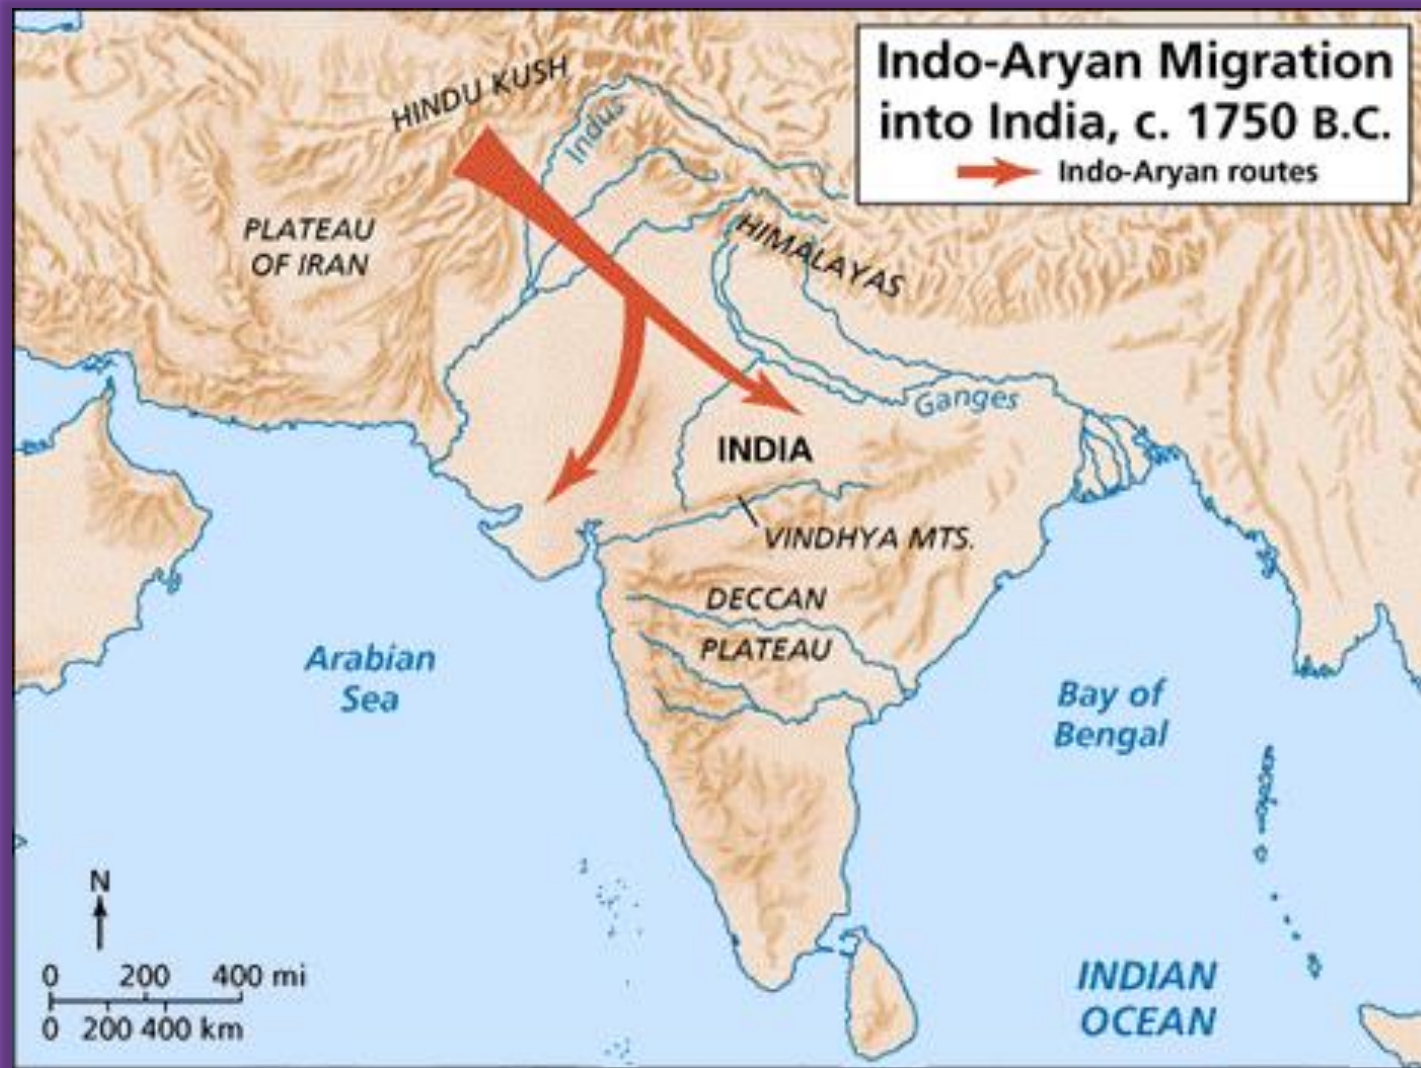 Indo-Aryan Migration
into India, c. 1750 B.C.
Indo-Aryan routes
HINDU KUSH
Indus
PLATEAU
OF IRAN
HIMALAYAS
Ganges
INDIA
VINDHYA MTS.
DECCAN
PLATEAU
Arabian
Sea
Bay of
Bengal
N
0 200 400 mi
0 200 400 km
INDIAN
OCEAN